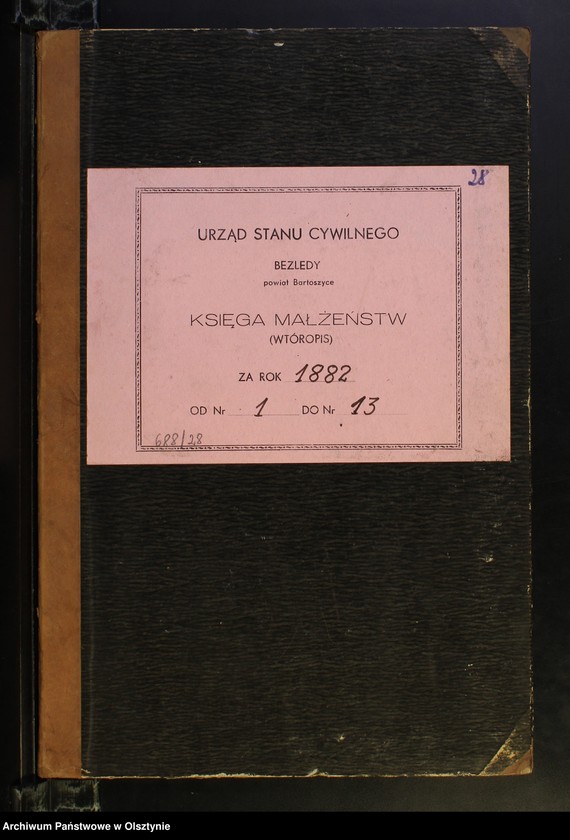 28
URZĄD STANU CYWILNEGO
BEZLEDY
powiat Bartoszyce
KSIĘGA MAŁŻEŃSTW
(WTÓROPIS)
ZA ROK 1882
OD Nr 1 DO Nr 13
688/28
Archiwum Państwowe w Olsztynie